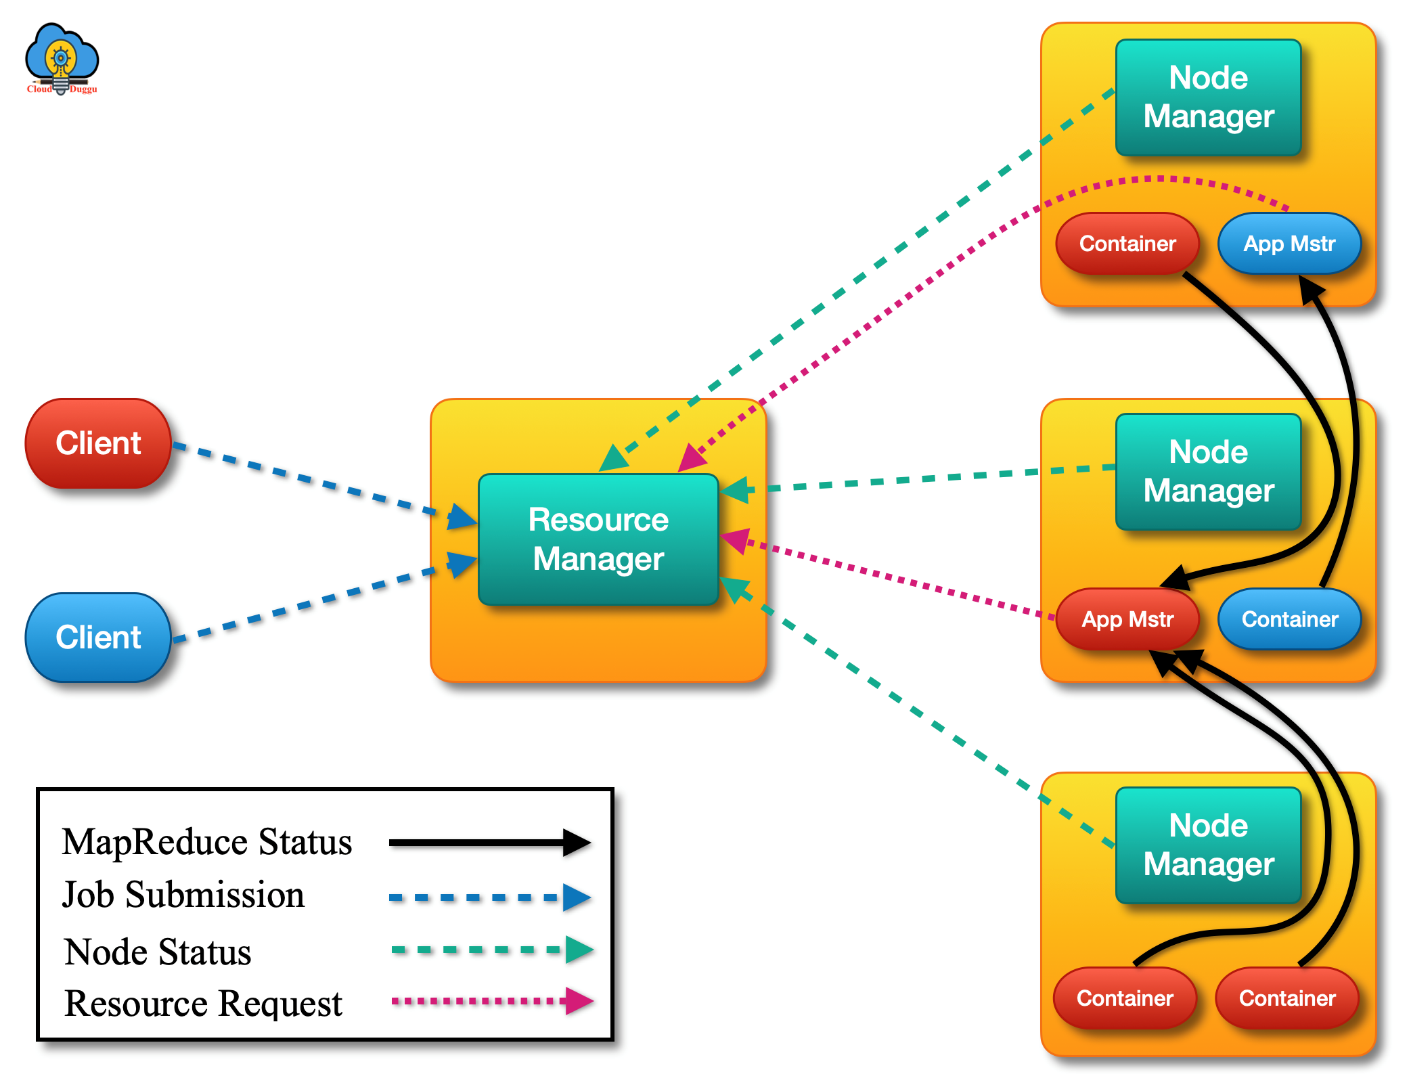 Cloud Duggu
Node
Manager
Container
App Mstr
Client
Client
Resource
Manager
Node
Manager
App Mstr
Container
Node
Manager
Container
Container
MapReduce Status
Job Submission
Node Status
Resource Request